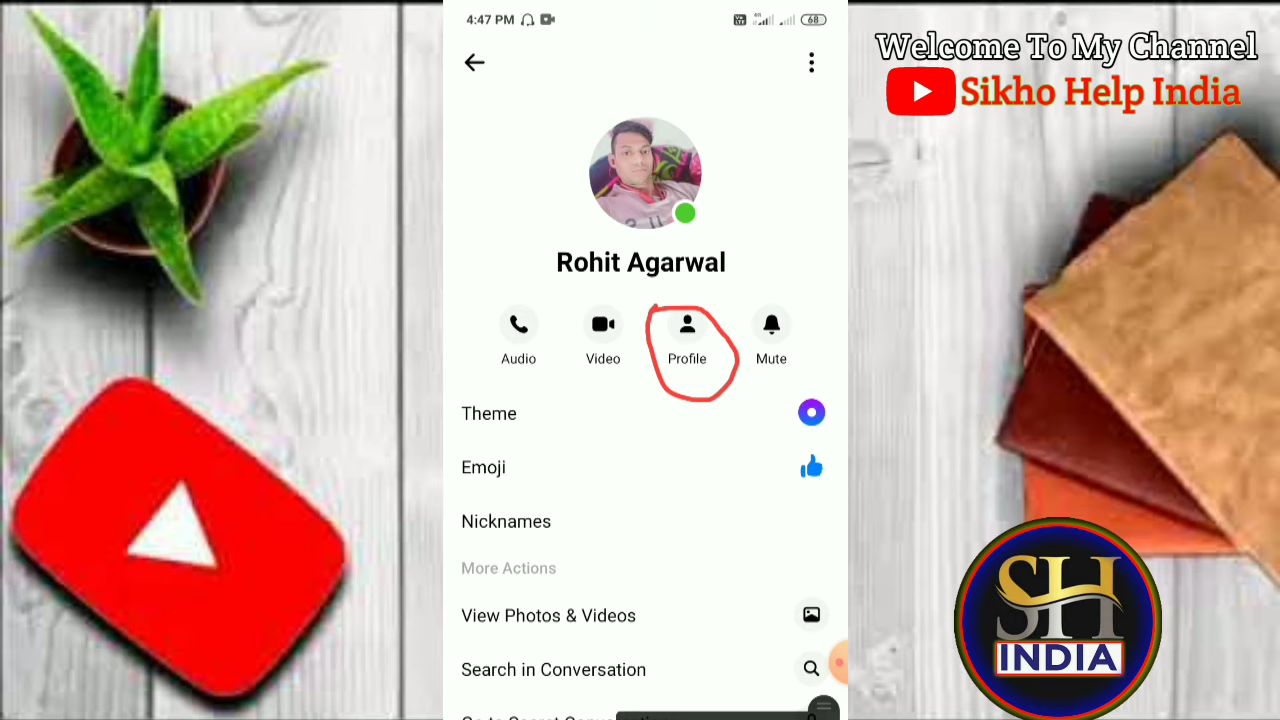 4:47 PM
68
Welcome To My Channel
Sikho Help India
Rohit Agarwal
Audio
Video
Profile
Mute
Theme
Emoji
Nicknames
More Actions
View Photos & Videos
Search in Conversation
SH
INDIA